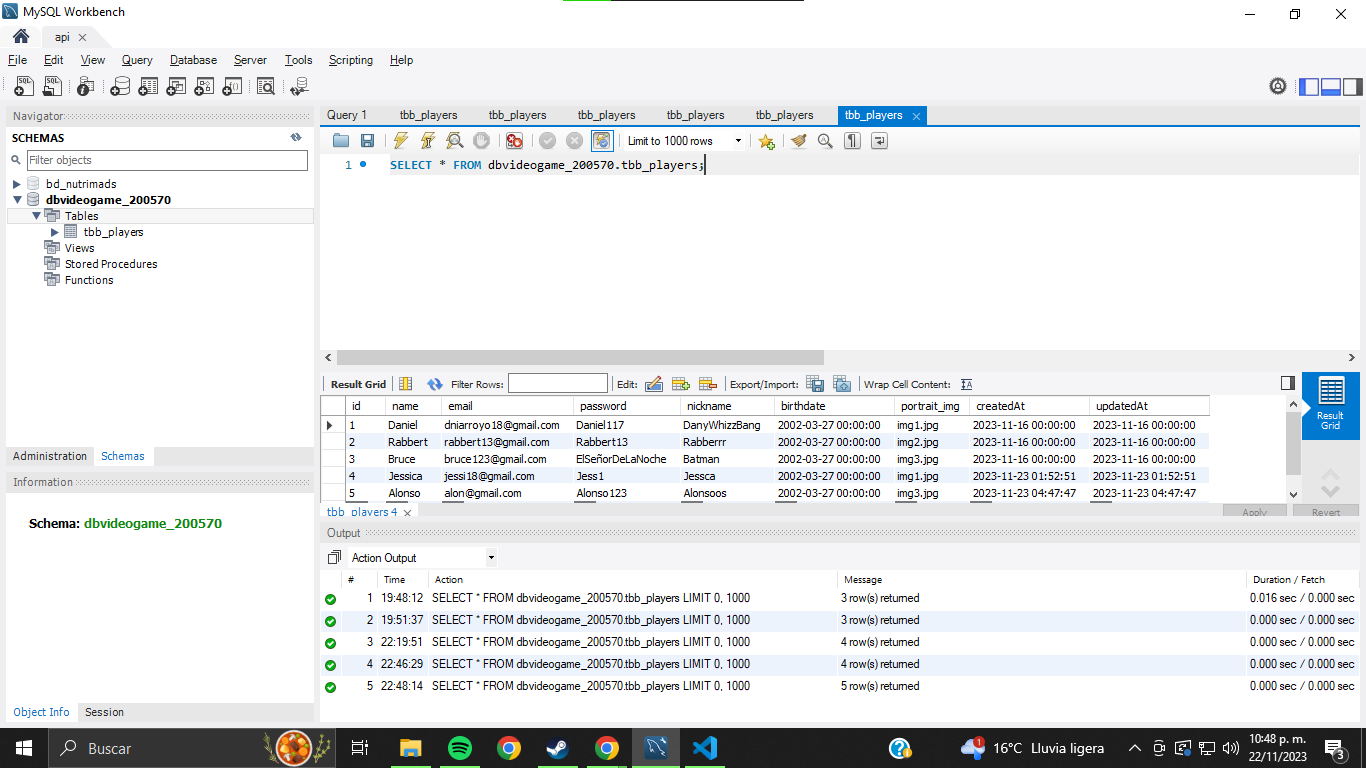 MySQL Workbench
api
File Edit View Query Database Server Tools Scripting Help
Navigator
SCHEMAS
Filter objects
bd_nutrimads
dbvideogame_200570
Tables
tbb_players
Views
Stored Procedures
Functions
Administration Schemas
Information
Schema: dbvideogame_200570
Object Info Session
Query 1 tbb_players tbb_players tbb_players tbb_players tbb_players tbb_players
Limit to 1000 rows
1 SELECT * FROM dbvideogame_200570.tbb_players;
Result Grid Filter Rows: Edit: Export/Import: Wrap Cell Content:
id name email password nickname birthdate portrait_img createdAt updatedAt
1 Daniel dniarroyo18@gmail.com Daniel117 DanyWhizzBang 2002-03-27 00:00:00 img1.jpg 2023-11-16 00:00:00 2023-11-16 00:00:00
2 Rabbert rabbert13@gmail.com Rabbert13 Rabberrr 2002-03-27 00:00:00 img2.jpg 2023-11-16 00:00:00 2023-11-16 00:00:00
3 Bruce bruce123@gmail.com ElSeñorDeLaNoche Batman 2002-03-27 00:00:00 img3.jpg 2023-11-16 00:00:00 2023-11-16 00:00:00
4 Jessica jessi18@gmail.com Jess1 Jessca 2002-03-27 00:00:00 img1.jpg 2023-11-23 01:52:51 2023-11-23 01:52:51
5 Alonso alon@gmail.com Alonso123 Alonsoos 2002-03-27 00:00:00 img3.jpg 2023-11-23 04:47:47 2023-11-23 04:47:47
Result
Grid
tbb_players 4 Apply Revert
Output
Action Output
# Time Action Message Duration / Fetch
1 19:48:12 SELECT * FROM dbvideogame_200570.tbb_players LIMIT 0, 1000 3 row(s) returned 0.016 sec / 0.000 sec
2 19:51:37 SELECT * FROM dbvideogame_200570.tbb_players LIMIT 0, 1000 3 row(s) returned 0.000 sec / 0.000 sec
3 22:19:51 SELECT * FROM dbvideogame_200570.tbb_players LIMIT 0, 1000 4 row(s) returned 0.000 sec / 0.000 sec
4 22:46:29 SELECT * FROM dbvideogame_200570.tbb_players LIMIT 0, 1000 4 row(s) returned 0.000 sec / 0.000 sec
5 22:48:14 SELECT * FROM dbvideogame_200570.tbb_players LIMIT 0, 1000 5 row(s) returned 0.000 sec / 0.000 sec
Buscar
1 16°C Lluvia ligera
10:48 p. m.
22/11/2023
3